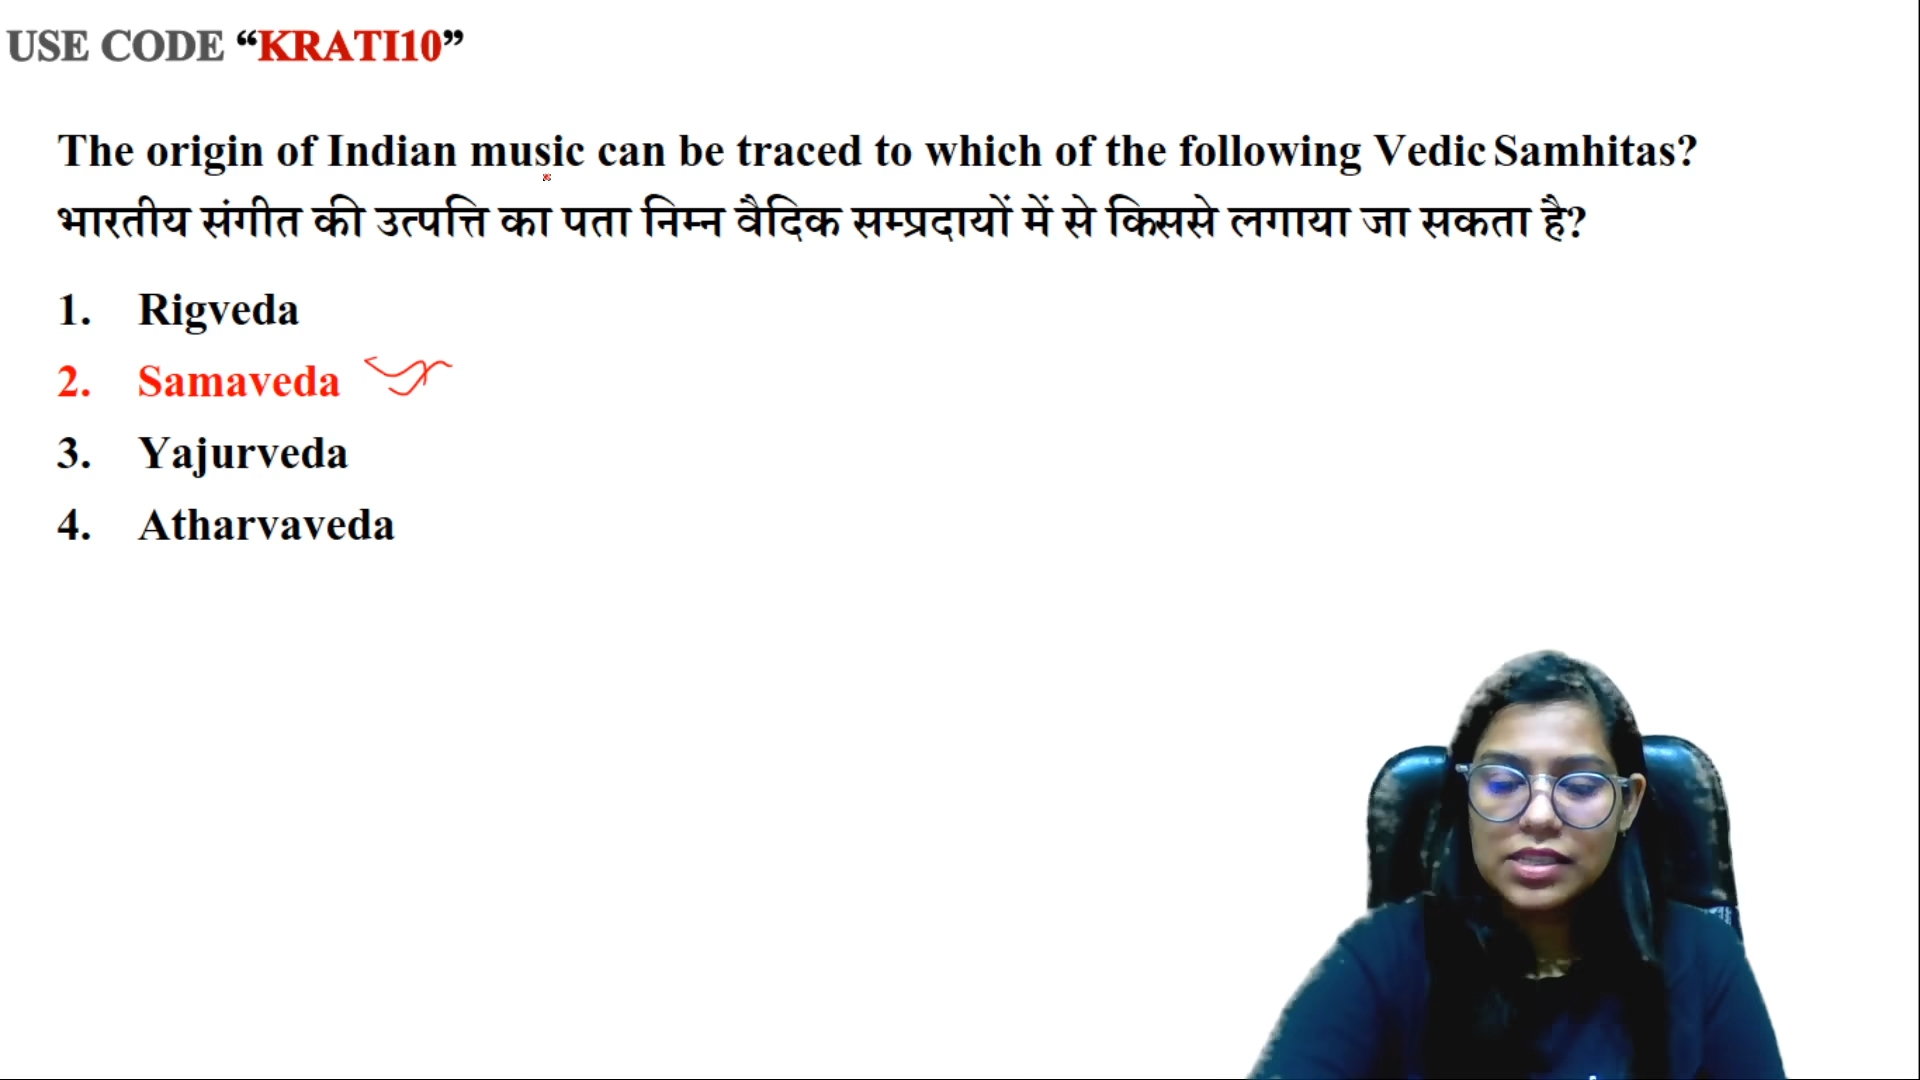 USE CODE “KRATI10”
The origin of Indian music can be traced to which of the following Vedic Samhitas?
भारतीय संगीत की उत्पत्ति का पता निम्न वैदिक सम्प्रदायों में से किससे लगाया जा सकता है?
1. Rigveda
2. Samaveda
3. Yajurveda
4. Atharvaveda